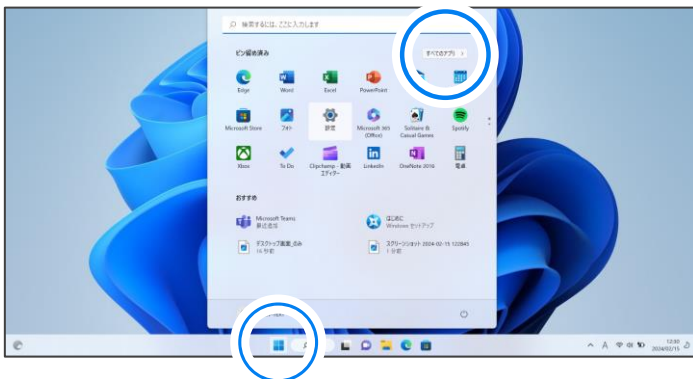 検索するには、ここに入力します
ピン留め済み
すべてのアプリ >
Edge
Word
Excel
PowerPoint
Microsoft Store
フォト
設定
Microsoft 365
(Office)
Solitaire &
Casual Games
Spotify
Xbox
To Do
Clipchamp - 動画
エディター
LinkedIn
OneNote 2016
電卓
おすすめ
Microsoft Teams
最近追加
はじめに
Windows セットアップ
デスクトップ画面_のみ
スクリーンショット 2024-02-15 122845
1 分前
A
12:30
2024/02/15